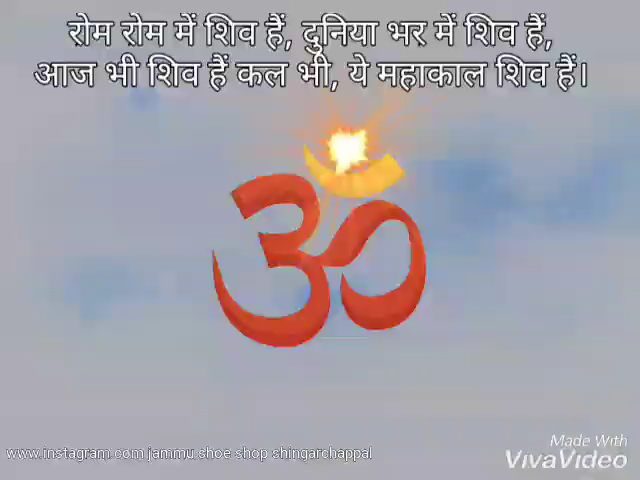 रोम रोम में शिव हैं, दुनिया भर में शिव हैं,
आज भी शिव हैं कल भी, ये महाकाल शिव हैं।
ॐ
www.instagram.com.jammu.shoe shop shingarchappal
Made With
VivaVideo